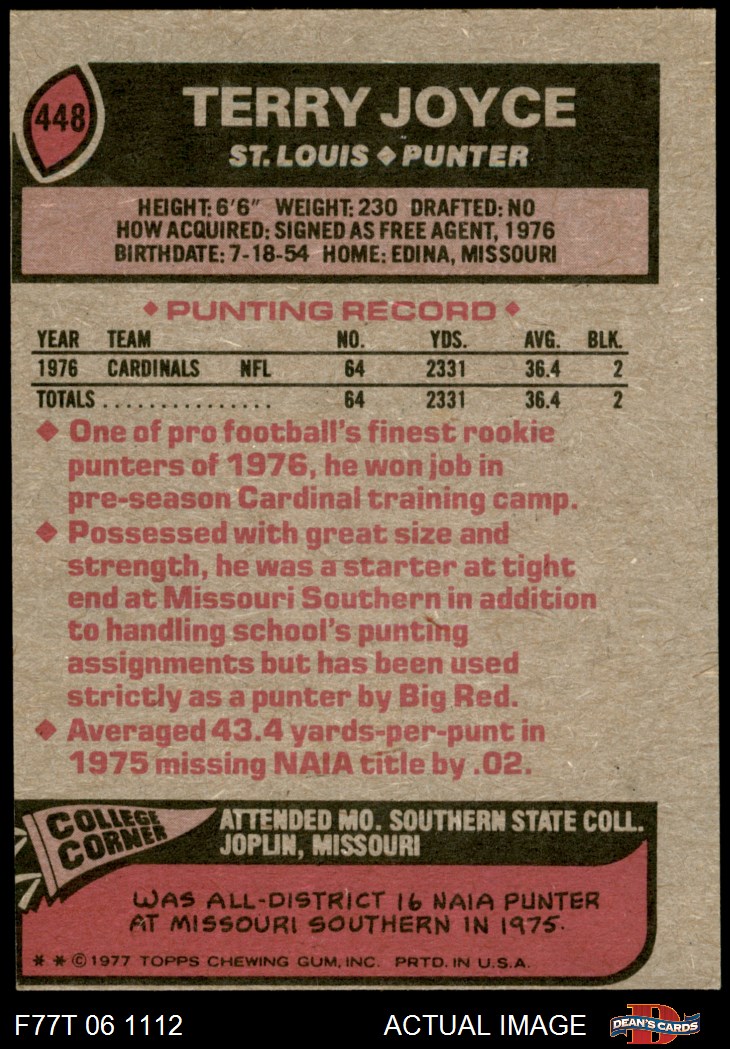 448
TERRY JOYCE
ST. LOUIS ◆ PUNTER
HEIGHT: 6'6" WEIGHT: 230 DRAFTED: NO
HOW ACQUIRED: SIGNED AS FREE AGENT, 1976
BIRTHDATE: 7-18-54 HOME: EDINA, MISSOURI
◆ PUNTING RECORD ◆
YEAR TEAM NO. YDS. AVG. BLK.
1976 CARDINALS NFL 64 2331 36.4 2
TOTALS ................ 64 2331 36.4 2
◆ One of pro football's finest rookie
punters of 1976, he won job in
pre-season Cardinal training camp.
◆ Possessed with great size and
strength, he was a starter at tight
end at Missouri Southern in addition
to handling school's punting
assignments but has been used
strictly as a punter by Big Red.
◆ Averaged 43.4 yards-per-punt in
1975 missing NAIA title by .02.
COLLEGE
CORNER
ATTENDED MO. SOUTHERN STATE COLL.
JOPLIN, MISSOURI
WAS ALL-DISTRICT 16 NAIA PUNTER
AT MISSOURI SOUTHERN IN 1975.
* * © 1977 TOPPS CHEWING GUM, INC. PRTD. IN U.S.A.
F77T 06 1112 ACTUAL IMAGE DEAN'S CARDS